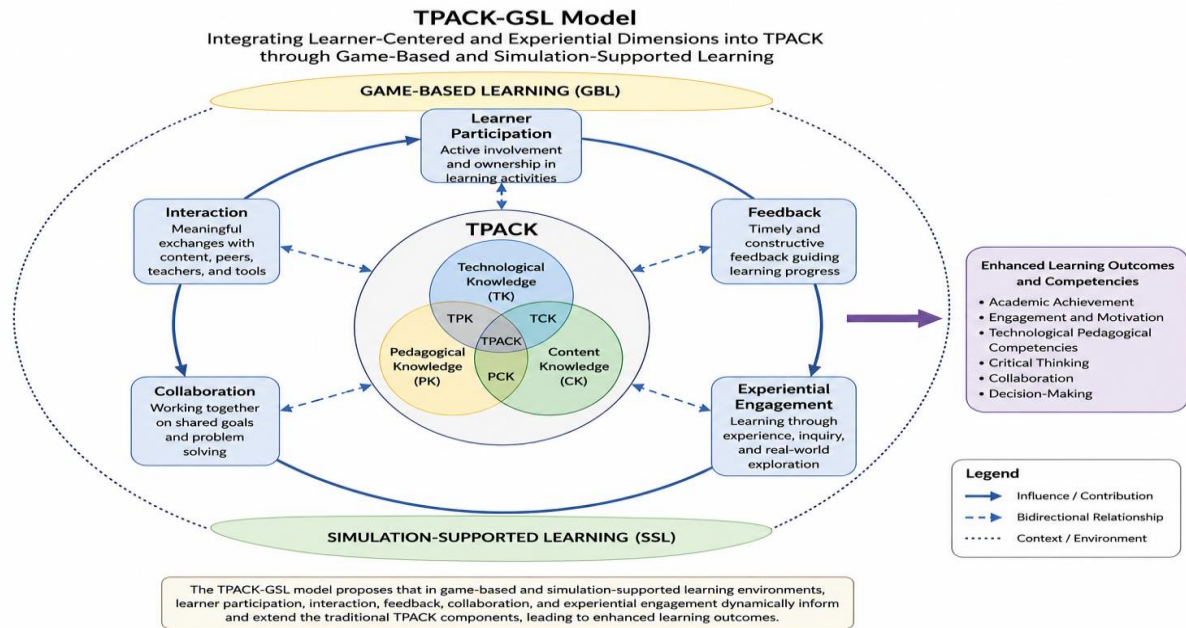 TPACK-GSL Model
Integrating Learner-Centered and Experiential Dimensions into TPACK
through Game-Based and Simulation-Supported Learning
GAME-BASED LEARNING (GBL)
Learner
Participation
Active involvement
and ownership in
learning activities
Interaction
Meaningful
exchanges with
content, peers,
teachers, and tools
Feedback
Timely and
constructive
feedback guiding
learning progress
TPACK
Technological
Knowledge
(TK)
TPK
TCK
TPACK
Pedagogical
Knowledge
(PK)
Content
Knowledge
(CK)
PCK
Collaboration
Working together
on shared goals
and problem
solving
Experiential
Engagement
Learning through
experience, inquiry,
and real-world
exploration
SIMULATION-SUPPORTED LEARNING (SSL)
Enhanced Learning Outcomes
and Competencies
• Academic Achievement
• Engagement and Motivation
• Technological Pedagogical
Competencies
• Critical Thinking
• Collaboration
• Decision-Making
Legend
Influence / Contribution
Bidirectional Relationship
Context / Environment
The TPACK-GSL model proposes that in game-based and simulation-supported learning environments,
learner participation, interaction, feedback, collaboration, and experiential engagement dynamically inform
and extend the traditional TPACK components, leading to enhanced learning outcomes.